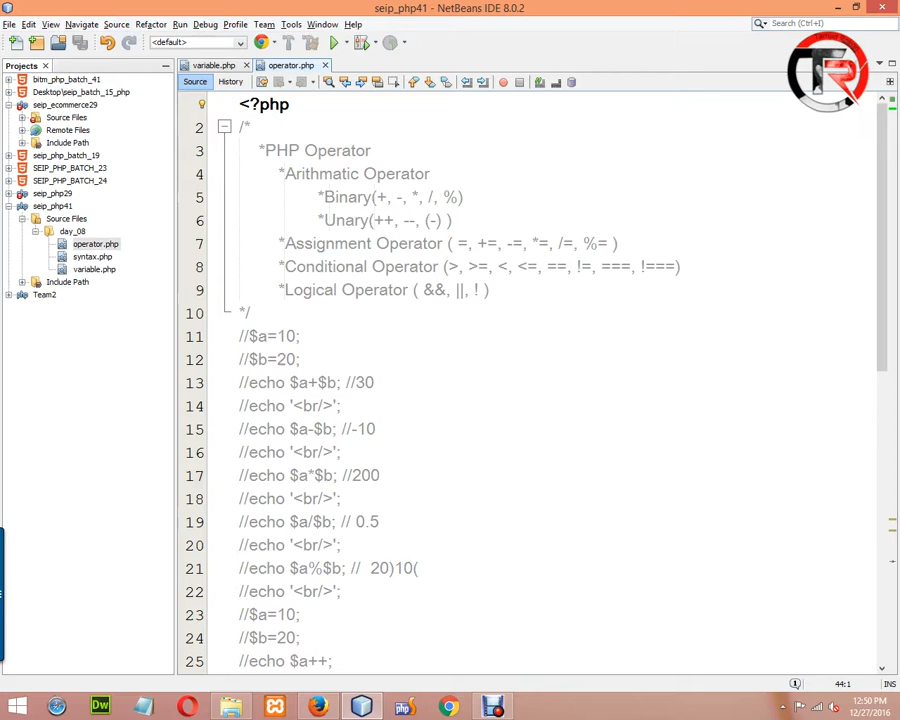 seip_php41 - NetBeans IDE 8.0.2
File Edit View Navigate Source Refactor Run Debug Profile Team Tools Window Help
Search (Ctrl+I)
<default>
Projects
variable.php
operator.php
Source
History
bitm_php_batch_41
Desktop\seip_batch_15_php
seip_ecommerce29
Source Files
Remote Files
Include Path
seip_php_batch_19
SEIP_PHP_BATCH_23
SEIP_PHP_BATCH_24
seip_php29
seip_php41
Source Files
day_08
operator.php
syntax.php
variable.php
Include Path
Team2
<?php
2 /*
3 *PHP Operator
4 *Arithmatic Operator
5 *Binary(+, -, *, /, %)
6 *Unary(++, --, (-) )
7 *Assignment Operator ( =, +=, -=, *=, /=, %= )
8 *Conditional Operator (>, >=, <, <=, ==, !=, ===, !===)
9 *Logical Operator ( &&, ||, ! )
10 */
11 //$a=10;
12 //$b=20;
13 //echo $a+$b; //30
14 //echo '<br/>';
15 //echo $a-$b; //-10
16 //echo '<br/>';
17 //echo $a*$b; //200
18 //echo '<br/>';
19 //echo $a/$b; // 0.5
20 //echo '<br/>';
21 //echo $a%$b; // 20)10(
22 //echo '<br/>';
23 //$a=10;
24 //$b=20;
25 //echo $a++;
44:1
INS
Dw
php
12:50 PM
12/27/2016